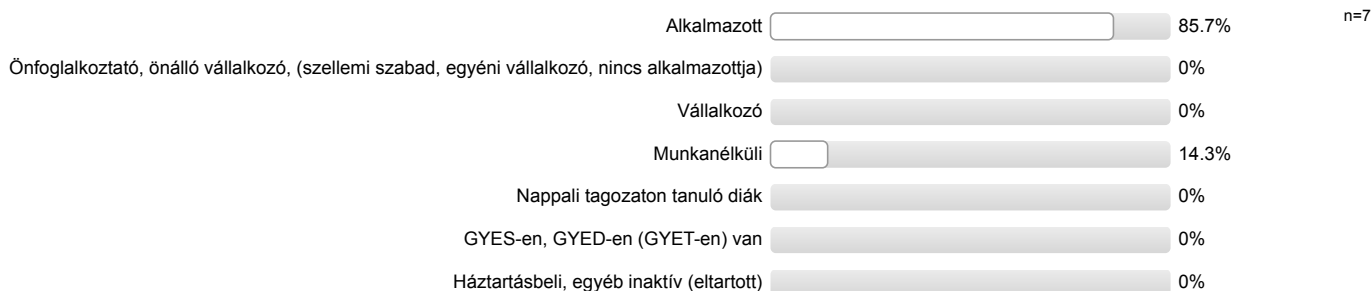 Alkalmazott 85.7% n=7
Önfoglalkoztató, önálló vállalkozó, (szellemi szabad, egyéni vállalkozó, nincs alkalmazottja) 0%
Vállalkozó 0%
Munkanélküli 14.3%
Nappali tagozaton tanuló diák 0%
GYES-en, GYED-en (GYET-en) van 0%
Háztartásbeli, egyéb inaktív (eltartott) 0%